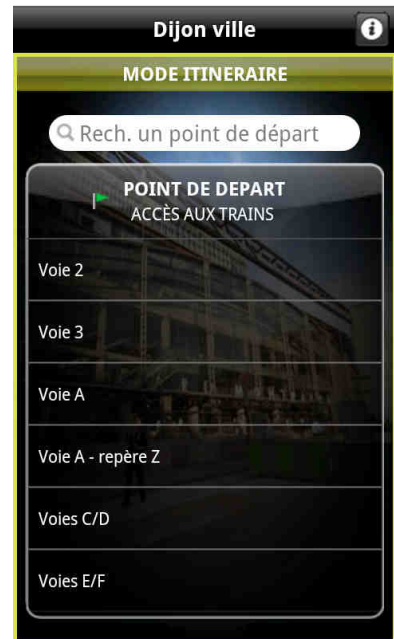 Dijon ville
MODE ITINERAIRE
Rech. un point de départ
POINT DE DEPART
ACCÈS AUX TRAINS
Voie 2
Voie 3
Voie A
Voie A - repère Z
Voies C/D
Voies E/F